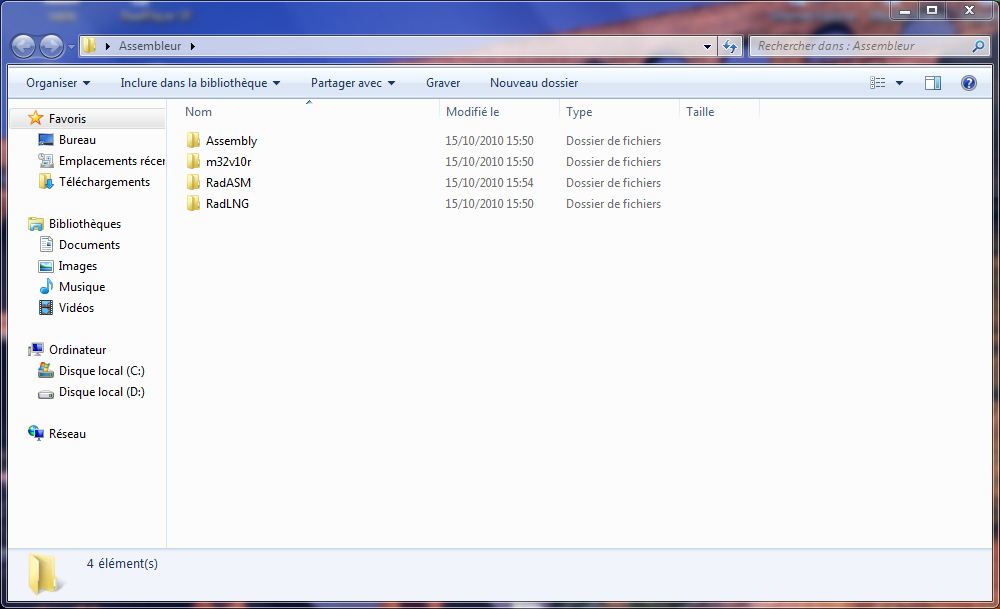 Assembleur
Rechercher dans : Assembleur
Organiser Inclure dans la bibliothèque Partager avec Graver Nouveau dossier
Nom Modifié le Type Taille
Favoris
Bureau
Emplacements récer
Téléchargements
Bibliothèques
Documents
Images
Musique
Vidéos
Ordinateur
Disque local (C:)
Disque local (D:)
Réseau
Assembly 15/10/2010 15:50 Dossier de fichiers
m32v10r 15/10/2010 15:50 Dossier de fichiers
RadASM 15/10/2010 15:54 Dossier de fichiers
RadLNG 15/10/2010 15:50 Dossier de fichiers
4 élément(s)